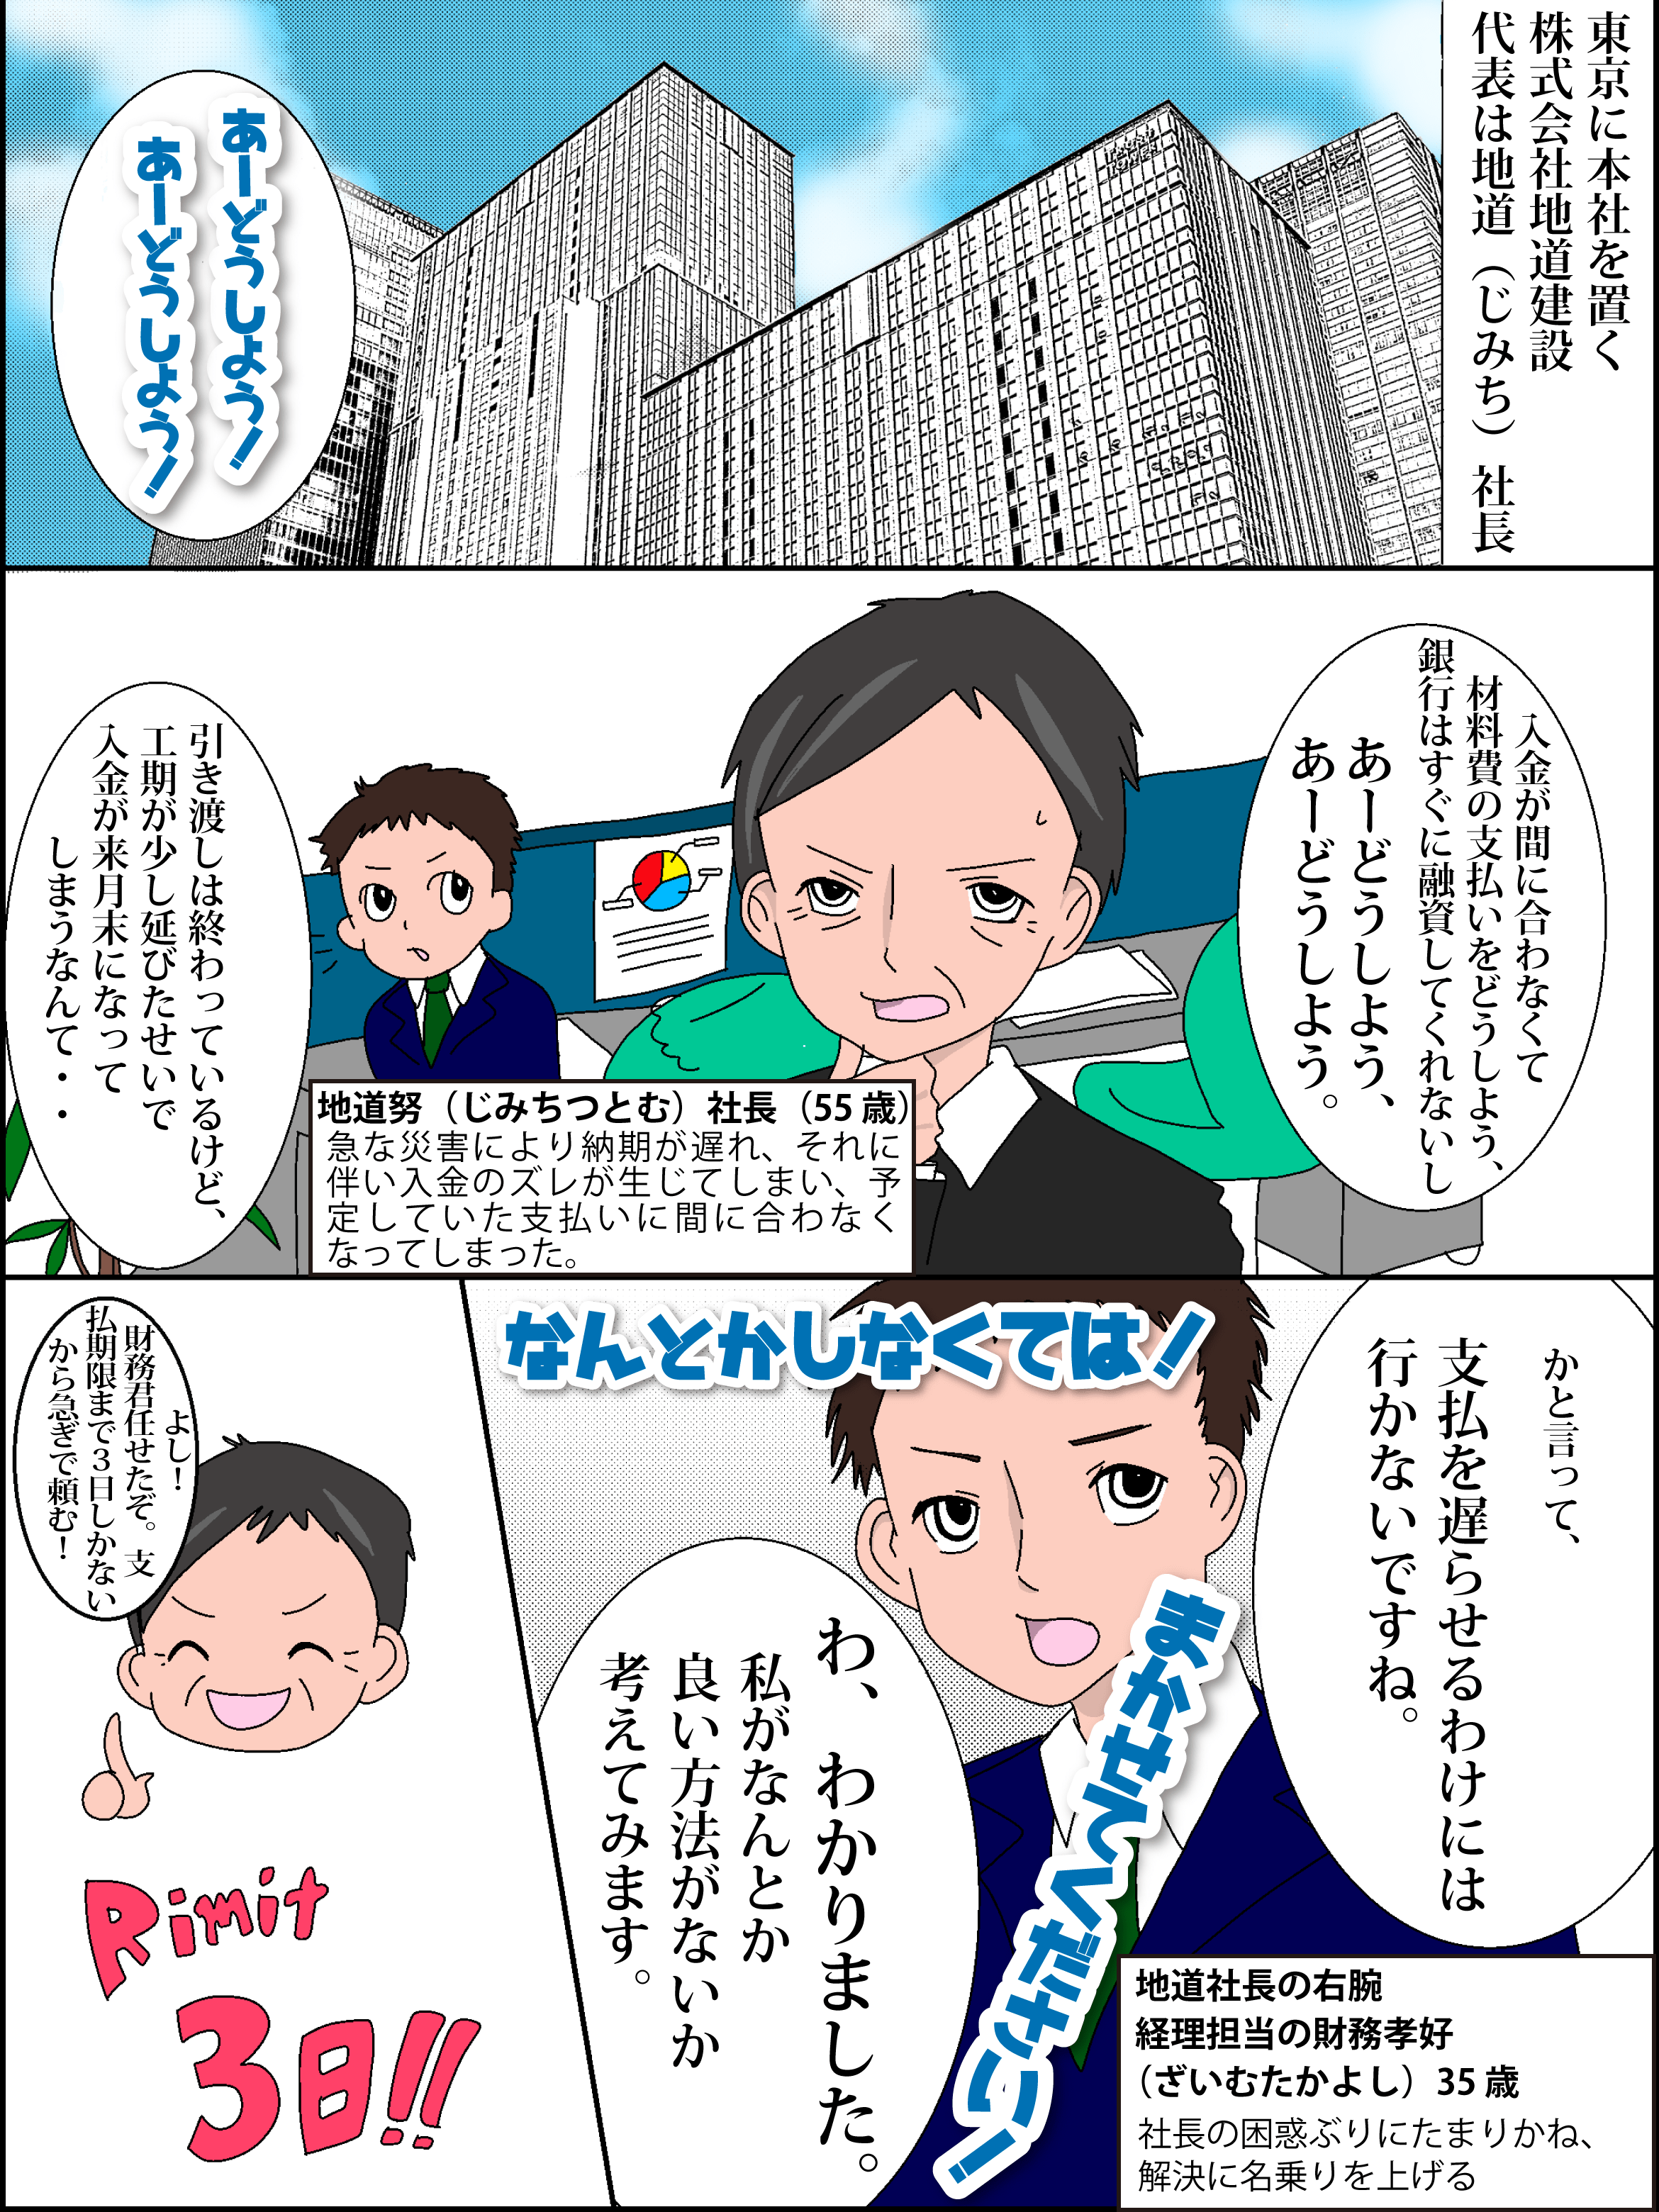 東京に本社を置く
株式会社地道建設
代表は地道（じみち）社長
あーどうしよう！
あーどうしよう！
入金が間に合わなくて
材料費の支払いをどうしよう、
銀行はすぐに融資してくれないし
あーどうしよう、
あーどうしよう。
引き渡しは終わっているけど、
工期が少し延びたせいで
入金が来月末になって
しまうなんて・・
地道努（じみちつとむ）社長（55歳）
急な災害により納期が遅れ、それに
伴い入金のズレが生じてしまい、予
定していた支払いに間に合わなく
なってしまった。
かと言って、
支払を遅らせるわけには
行かないですね。
なんとかしなくては！
まかせてください！
わ、わかりました。
私がなんとか
良い方法がないか
考えてみます。
地道社長の右腕
経理担当の財務孝好
（ざいむたかよし）35歳
社長の困惑ぶりにたまりかね、
解決に名乗りを上げる
よし！
財務君任せたぞ。支
払期限まで3日しかない
から急ぎで頼む！
Rimit
3日!!